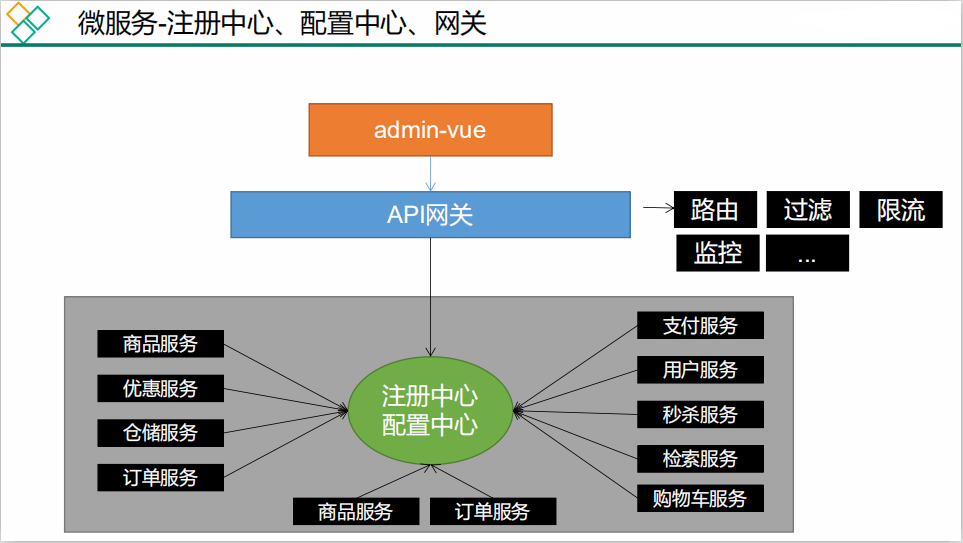 微服务-注册中心、配置中心、网关
admin-vue
API网关
路由
过滤
限流
监控
...
商品服务
优惠服务
仓储服务
订单服务
注册中心
配置中心
支付服务
用户服务
秒杀服务
检索服务
购物车服务
商品服务
订单服务